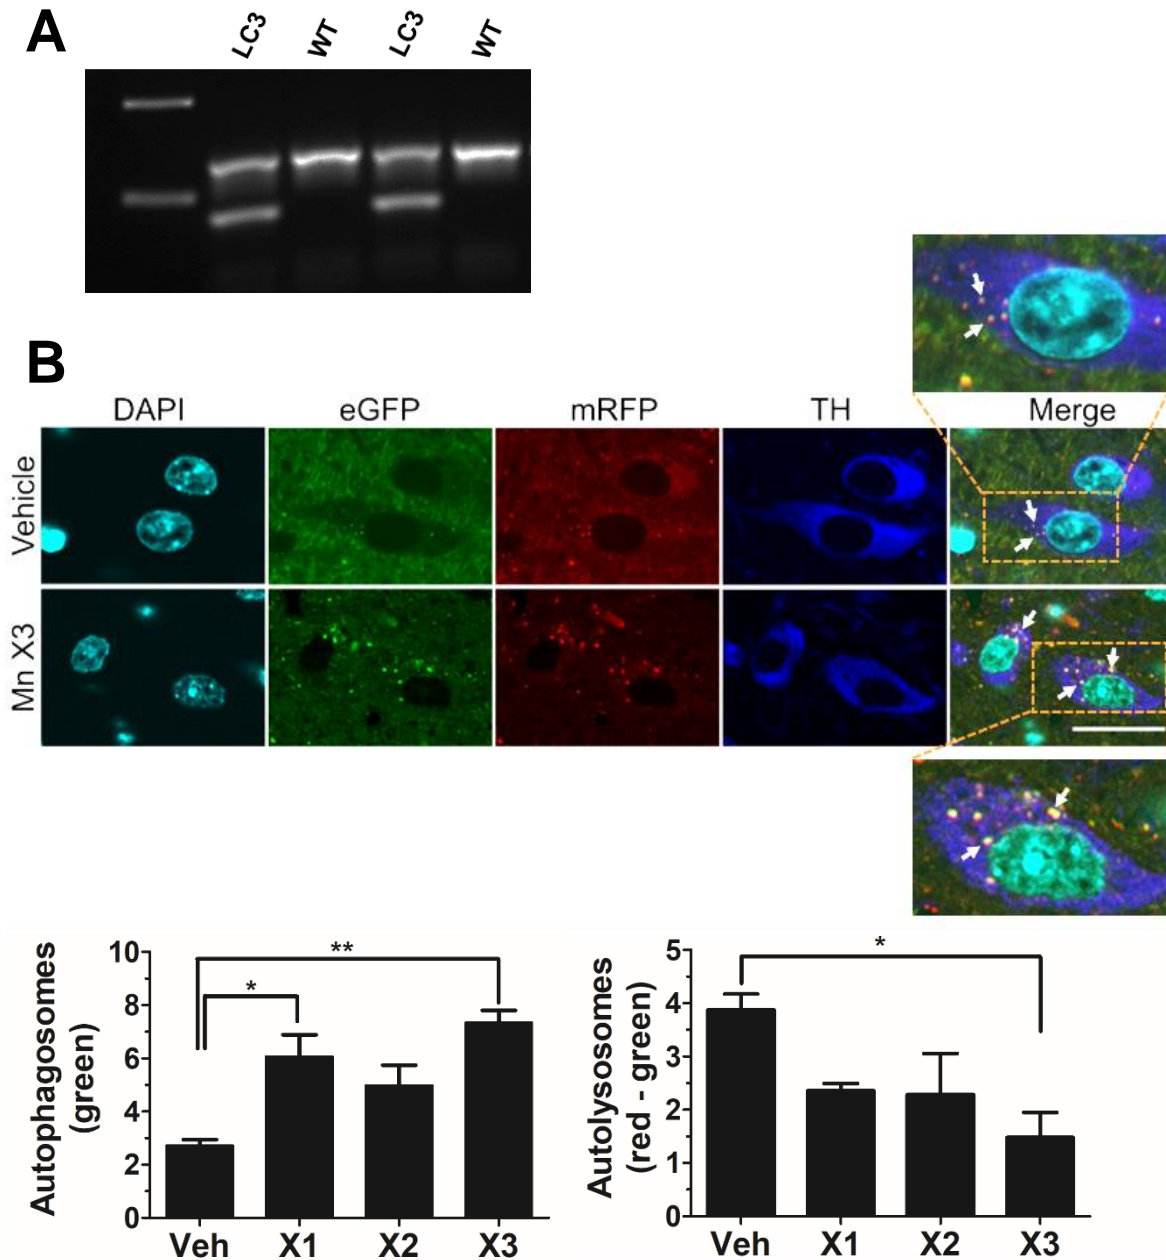 A
LC3 WT LC3 WT
B
DAPI eGFP mRFP TH Merge
Vehicle
Mn X3
Autophagosomes
(green)
10
8
6
4
2
0
*
**
Veh X1 X2 X3
Autolysosomes
(red - green)
5
4
3
2
1
0
*
Veh X1 X2 X3